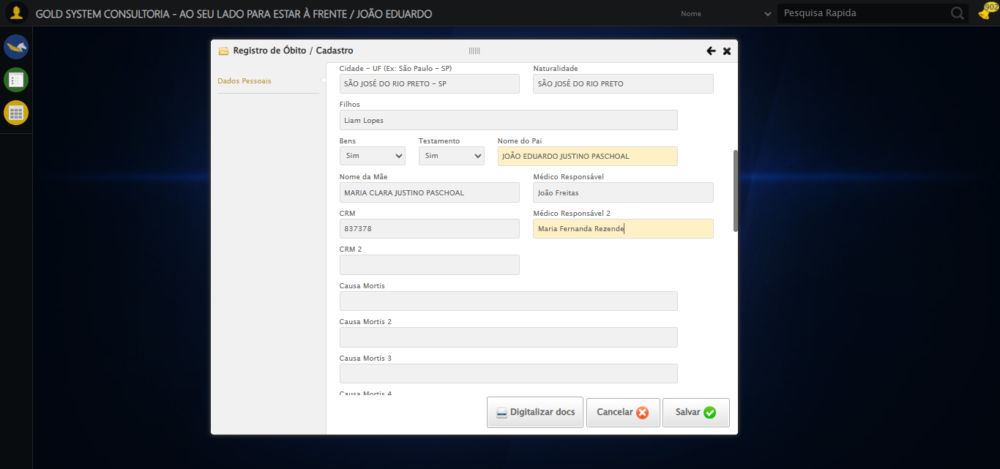 GOLD SYSTEM CONSULTORIA - AO SEU LADO PARA ESTAR À FRENTE / JOÃO EDUARDO
Nome
Pesquisa Rapida
902
Registro de Óbito / Cadastro
Dados Pessoais
Cidade - UF (Ex: São Paulo - SP)
Naturalidade
SÃO JOSÉ DO RIO PRETO - SP
SÃO JOSÉ DO RIO PRETO
Filhos
Liam Lopes
Bens
Testamento
Nome do Pai
Sim
Sim
JOÃO EDUARDO JUSTINO PASCHOAL
Nome da Mãe
Médico Responsável
MARIA CLARA JUSTINO PASCHOAL
João Freitas
CRM
Médico Responsável 2
837378
Maria Fernanda Rezende
CRM 2
Causa Mortis
Causa Mortis 2
Causa Mortis 3
Causa Mortis 4
Digitalizar docs
Cancelar
Salvar